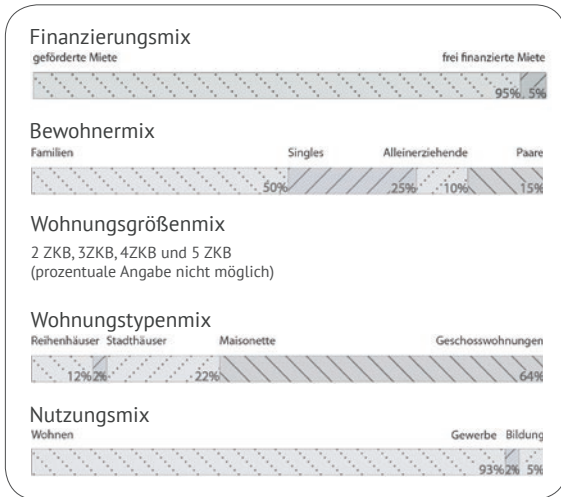 Finanzierungsmix
geförderte Miete frei finanzierte Miete
95% 5%
Bewohnermix
Familien Singles Alleinerziehende Paare
50% 25% 10% 15%
Wohnungsgrößenmix
2 ZKB, 3ZKB, 4ZKB und 5 ZKB
(prozentuale Angabe nicht möglich)
Wohnungstypenmix
Reihenhäuser Stadthäuser Maisonette Geschosswohnungen
12% 2% 22% 64%
Nutzungsmix
Wohnen Gewerbe Bildung
93% 2% 5%